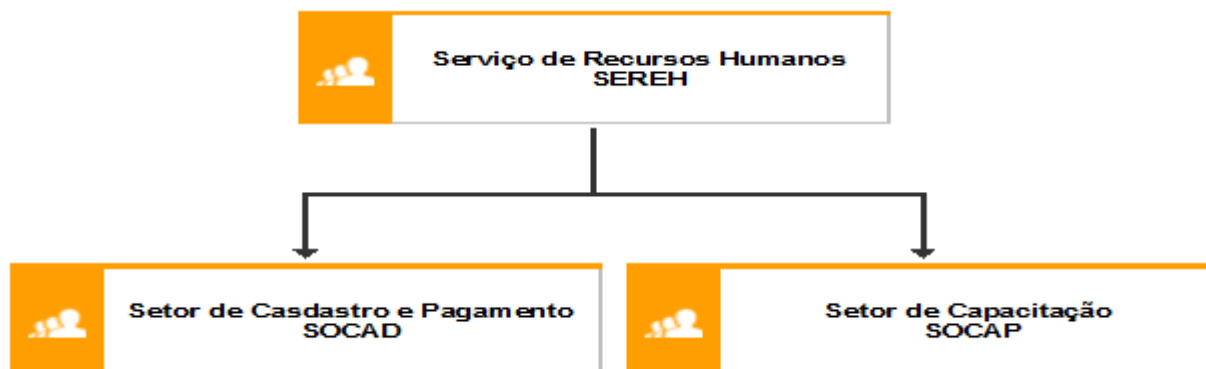 Serviço de Recursos Humanos
SEREH
Setor de Casdastro e Pagamento
SOCAD
Setor de Capacitação
SOCAP